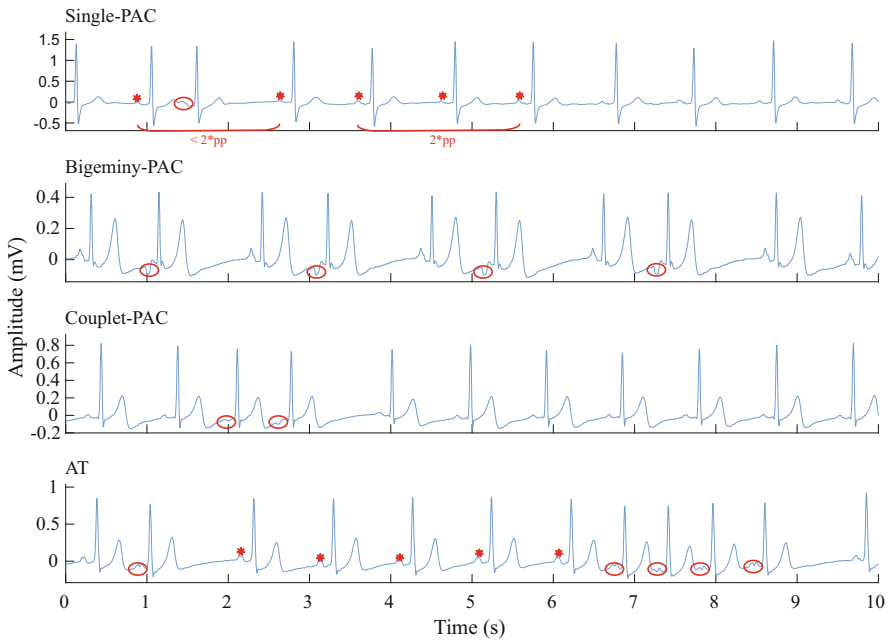 Single-PAC
1.5
1.0
0.5
0
-0.5
< 2*pp
2*pp
Bigeminy-PAC
0.4
0.2
0
Amplitude (mV)
Couplet-PAC
0.8
0.6
0.4
0.2
0
-0.2
AT
1
0.5
0
0 1 2 3 4 5 6 7 8 9 10
Time (s)